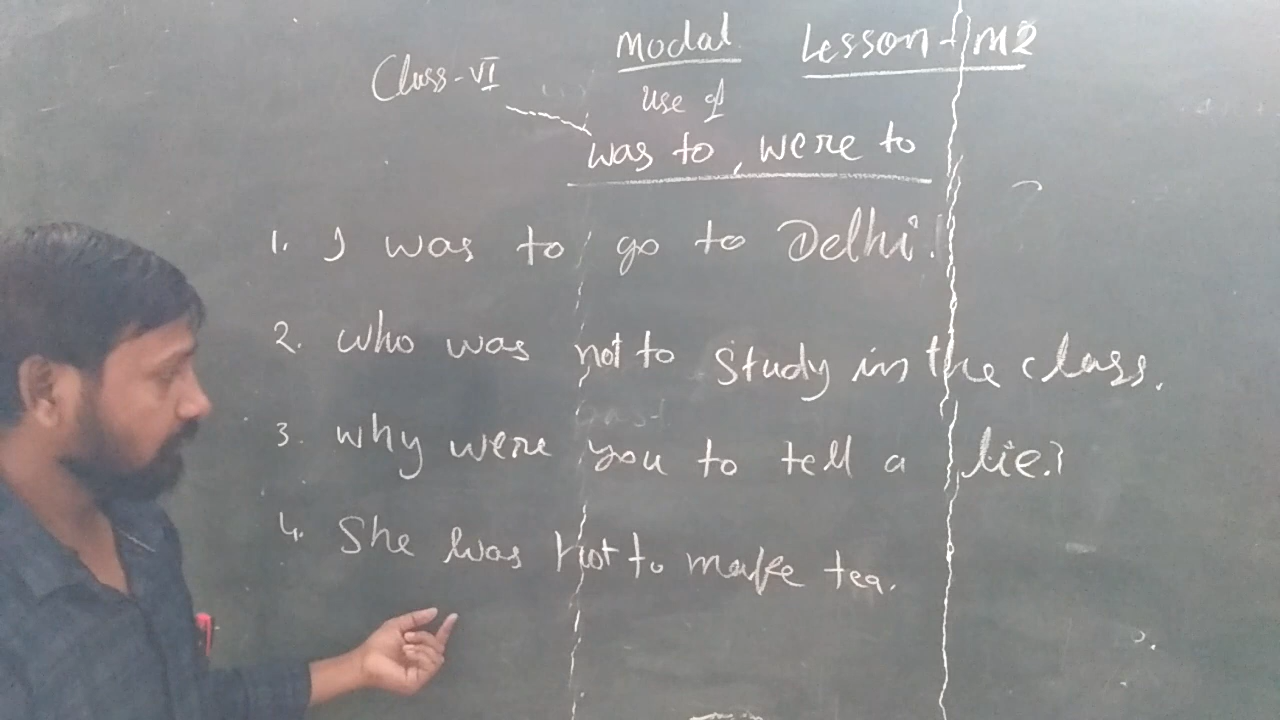 Modal Lesson - M2
Class-VI
use of
was to, were to
1. I was to go to Delhi.
2. who was not to study in the class.
3. why were you to tell a lie.?
4. She was not to make tea.